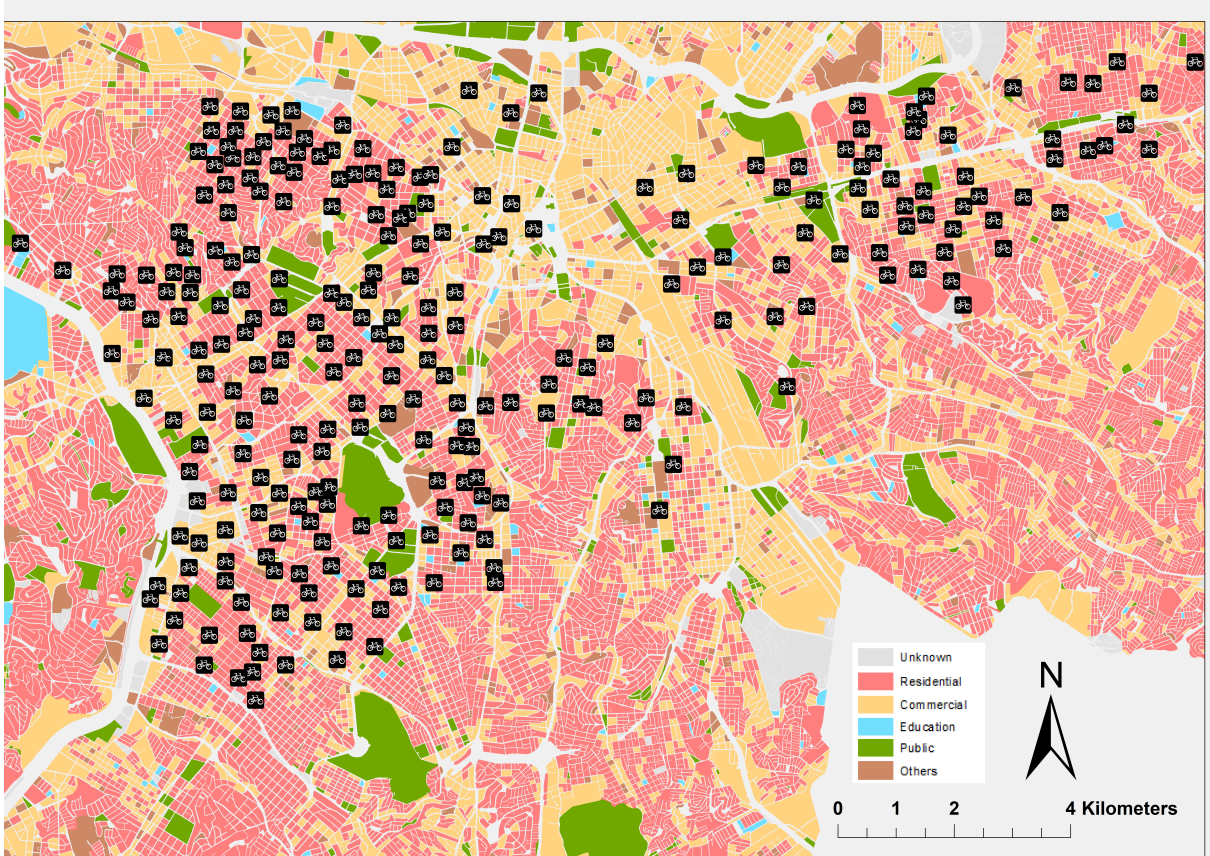 Unknown
Residential
Commercial
Education
Public
Others
N
0 1 2 4 Kilometers